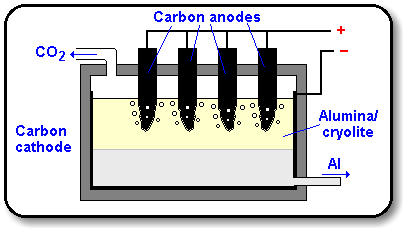 Carbon anodes
+
CO2
−
Carbon
cathode
Alumina/
cryolite
Al